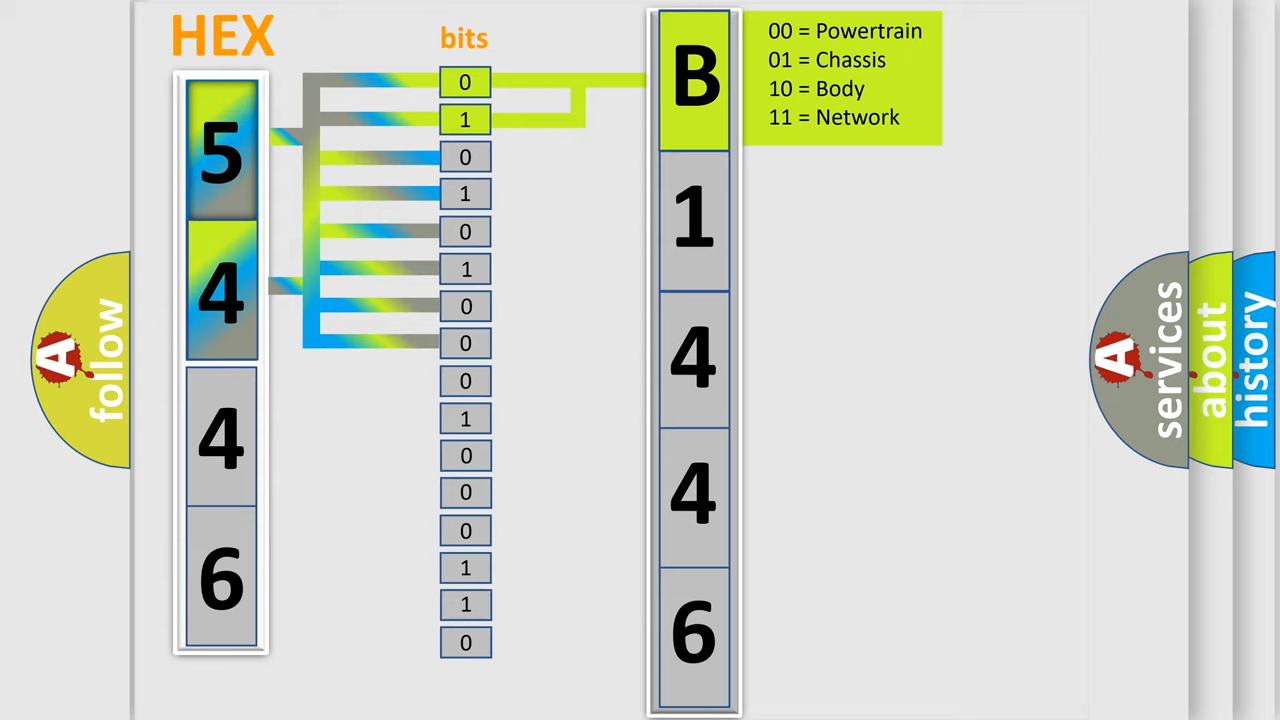 HEX
bits
5
4
4
6
0
1
0
1
0
1
0
0
0
1
0
0
0
1
1
0
B
1
4
4
6
00 = Powertrain
01 = Chassis
10 = Body
11 = Network
A
follow
A
services
about
history